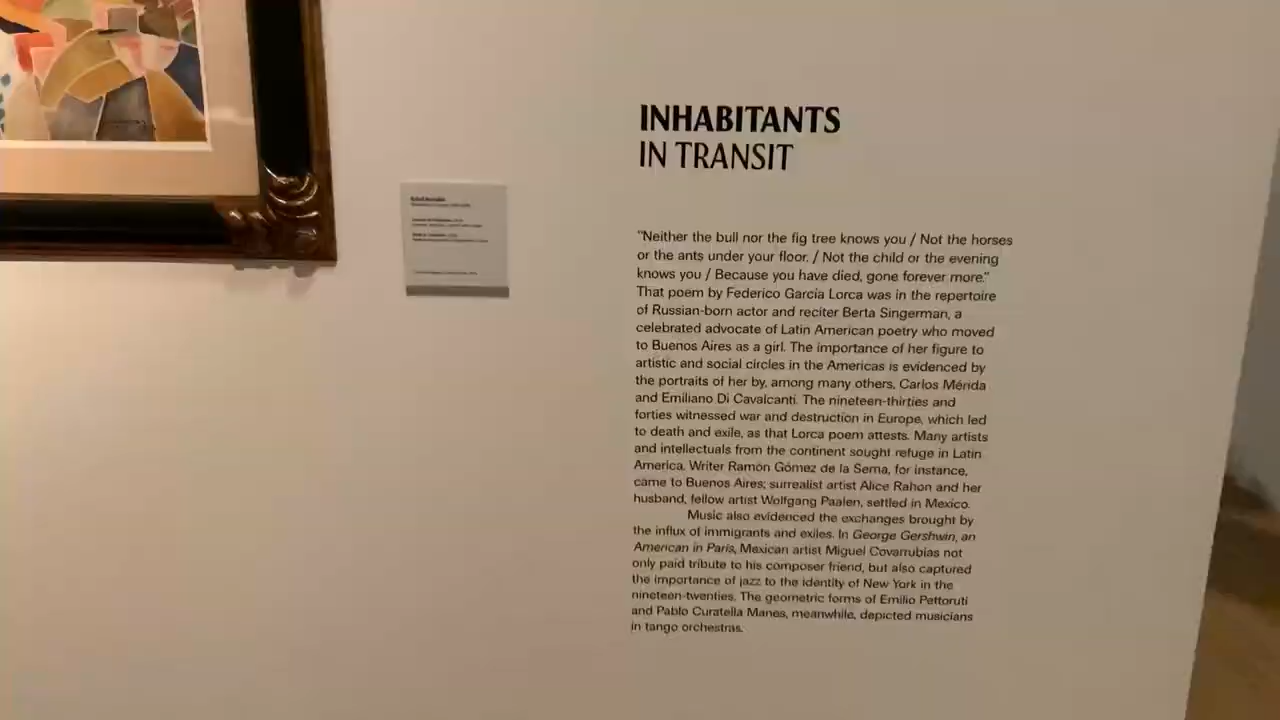 INHABITANTS
IN TRANSIT
"Neither the bull nor the fig tree knows you / Not the horses
or the ants under your floor. / Not the child or the evening
knows you / Because you have died, gone forever more."
That poem by Federico García Lorca was in the repertoire
of Russian-born actor and reciter Berta Singerman, a
celebrated advocate of Latin American poetry who moved
to Buenos Aires as a girl. The importance of her figure to
artistic and social circles in the Americas is evidenced by
the portraits of her by, among many others, Carlos Mérida
and Emiliano Di Cavalcanti. The nineteen-thirties and
forties witnessed war and destruction in Europe, which led
to death and exile, as that Lorca poem attests. Many artists
and intellectuals from the continent sought refuge in Latin
America. Writer Ramón Gómez de la Serna, for instance,
came to Buenos Aires; surrealist artist Alice Rahon and her
husband, fellow artist Wolfgang Paalen, settled in Mexico.
Music also evidenced the exchanges brought by
the influx of immigrants and exiles. In George Gershwin, an
American in Paris, Mexican artist Miguel Covarrubias not
only paid tribute to his composer friend, but also captured
the importance of jazz to the identity of New York in the
nineteen-twenties. The geometric forms of Emilio Pettoruti
and Pablo Curatella Manes, meanwhile, depicted musicians
in tango orchestras.